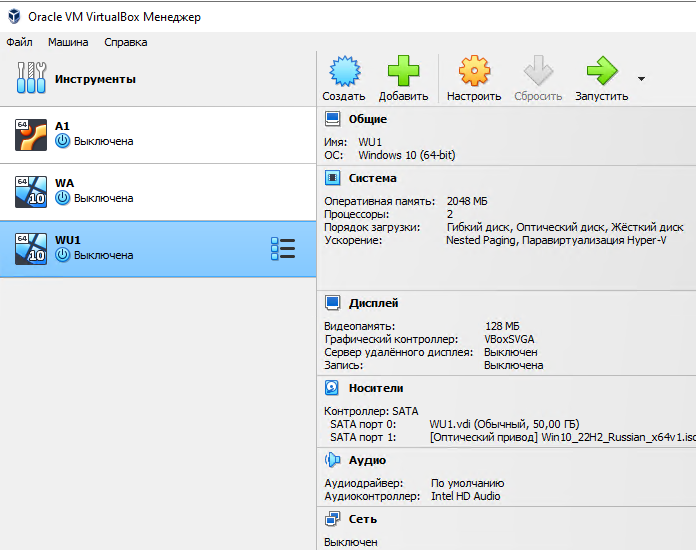 Oracle VM VirtualBox Менеджер
Файл Машина Справка
Инструменты
Создать Добавить Настроить Сбросить Запустить
64 A1
Выключена
64 10 WA
Выключена
64 10 WU1
Выключена
Общие
Имя: WU1
ОС: Windows 10 (64-bit)
Система
Оперативная память: 2048 МБ
Процессоры: 2
Порядок загрузки: Гибкий диск, Оптический диск, Жёсткий диск
Ускорение: Nested Paging, Паравиртуализация Hyper-V
Дисплей
Видеопамять: 128 МБ
Графический контроллер: VBoxSVGA
Сервер удалённого дисплея: Выключен
Запись: Выключена
Носители
Контроллер: SATA
SATA порт 0: WU1.vdi (Обычный, 50,00 ГБ)
SATA порт 1: [Оптический привод] Win10_22H2_Russian_x64v1.iso
Аудио
Аудиодрайвер: По умолчанию
Аудиоконтроллер: Intel HD Audio
Сеть
Выключен